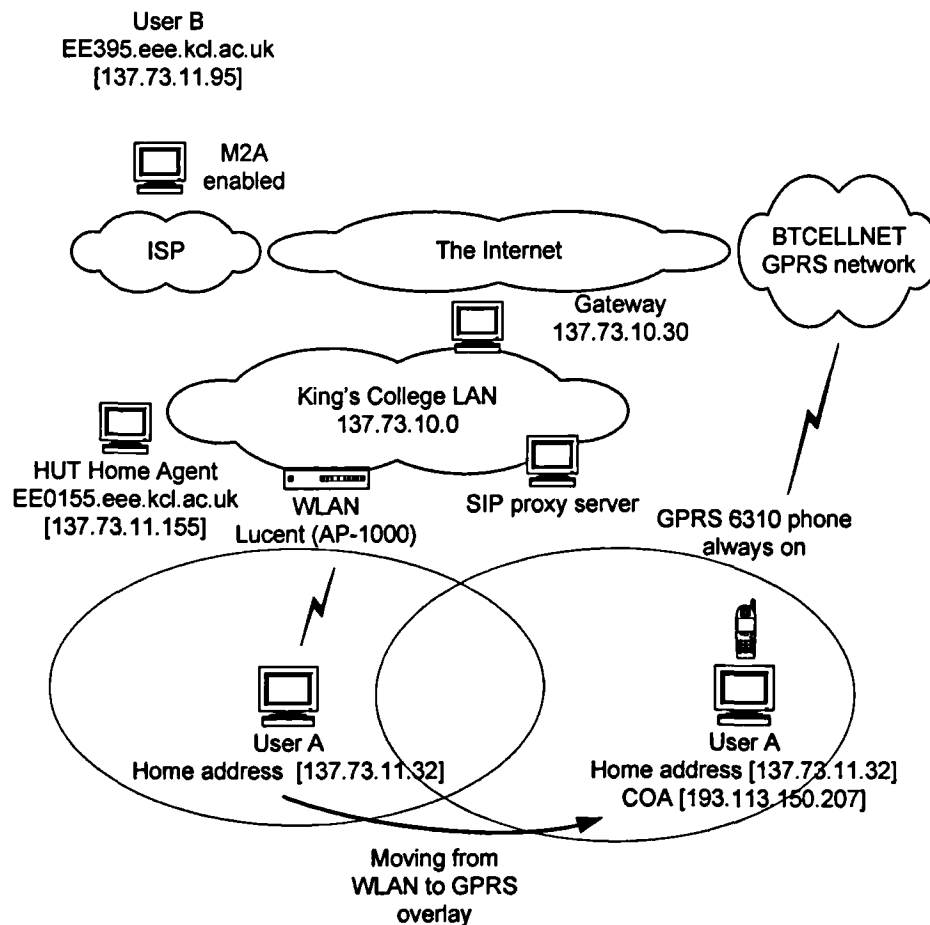 User B
EE395.eee.kcl.ac.uk
[137.73.11.95]
M2A
enabled
ISP
The Internet
BTCELLNET
GPRS network
Gateway
137.73.10.30
King's College LAN
137.73.10.0
HUT Home Agent
EE0155.eee.kcl.ac.uk
[137.73.11.155]
WLAN
Lucent (AP-1000)
SIP proxy server
GPRS 6310 phone
always on
User A
Home address [137.73.11.32]
User A
Home address [137.73.11.32]
COA [193.113.150.207]
Moving from
WLAN to GPRS
overlay